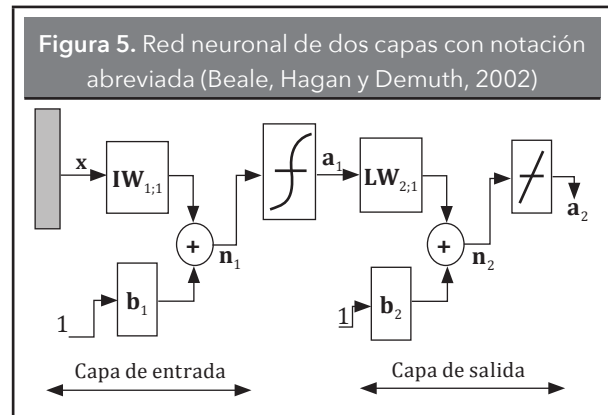 Figura 5. Red neuronal de dos capas con notación
abreviada (Beale, Hagan y Demuth, 2002)
x
IW1;1
a1
LW2;1
a2
+
n1
+
n2
1
b1
1
b2
Capa de entrada
Capa de salida